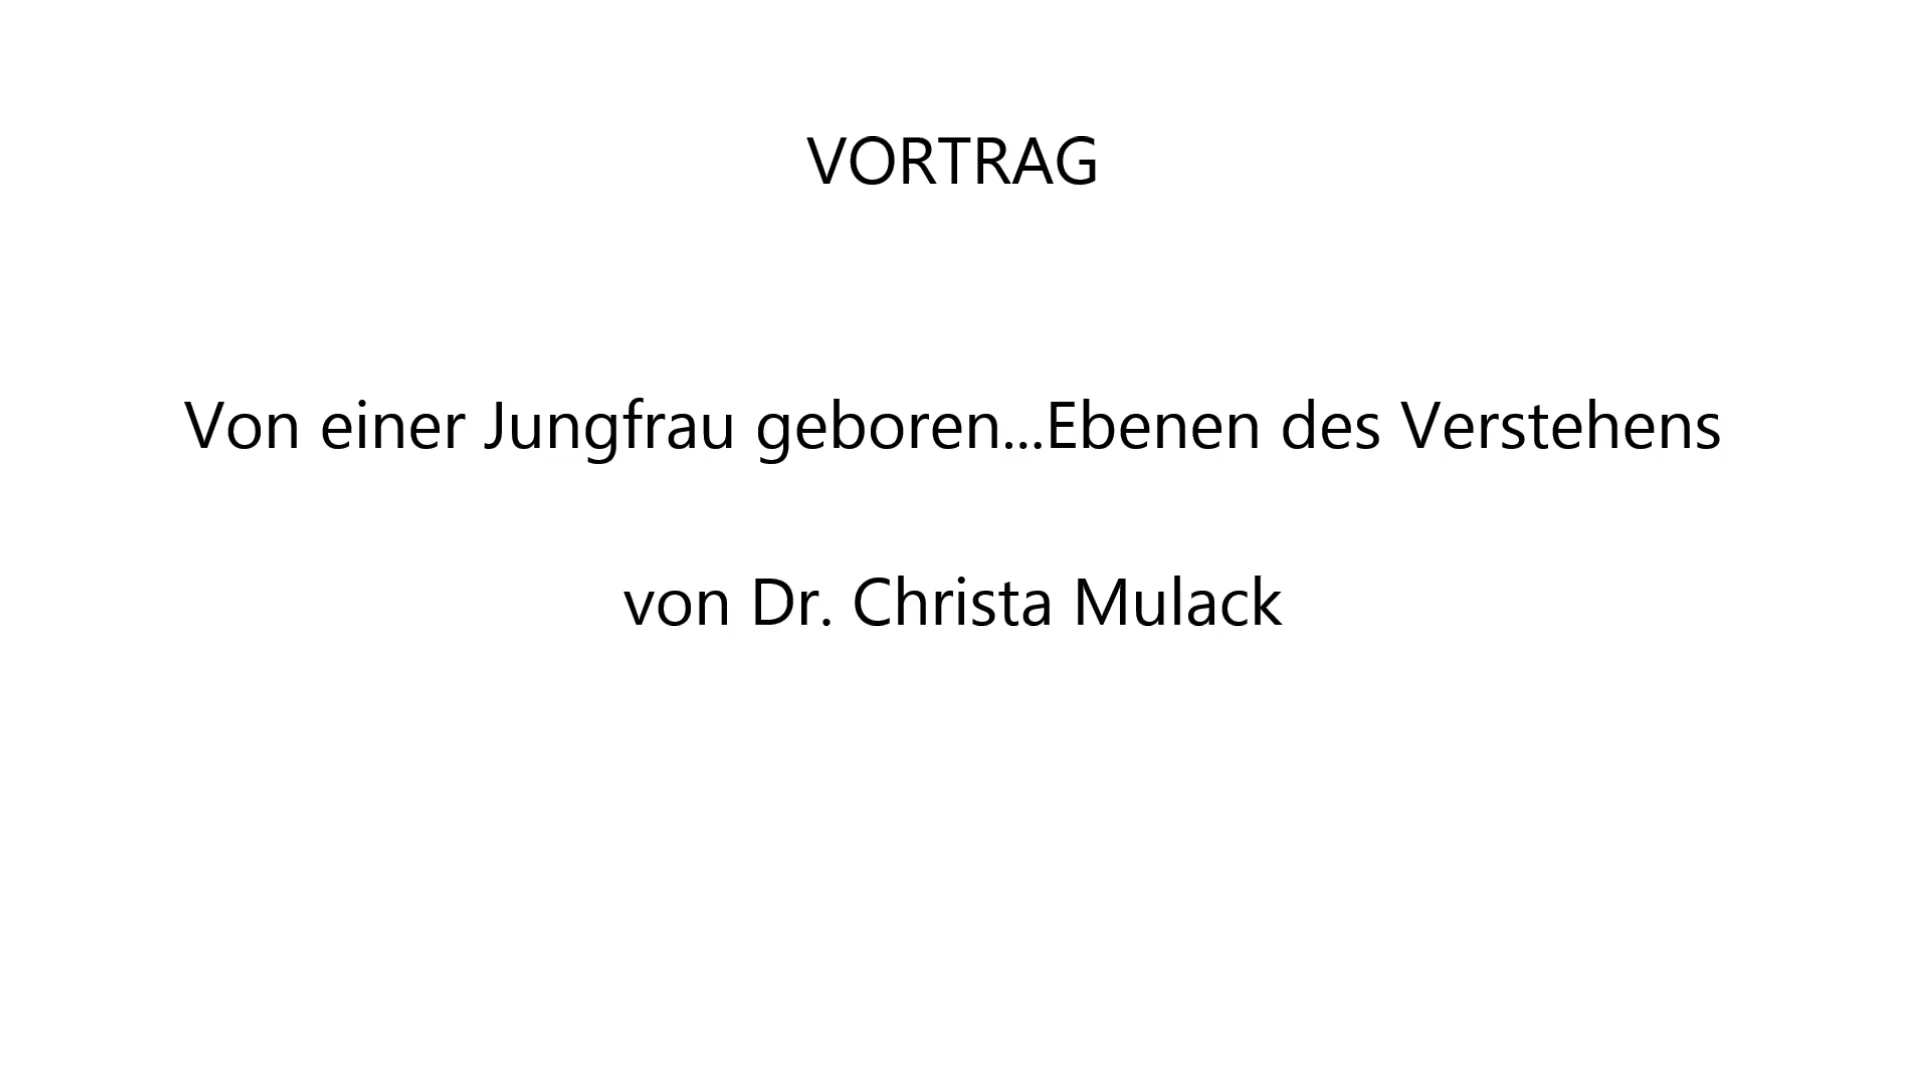 VORTRAG
Von einer Jungfrau geboren...Ebenen des Verstehens
von Dr. Christa Mulack